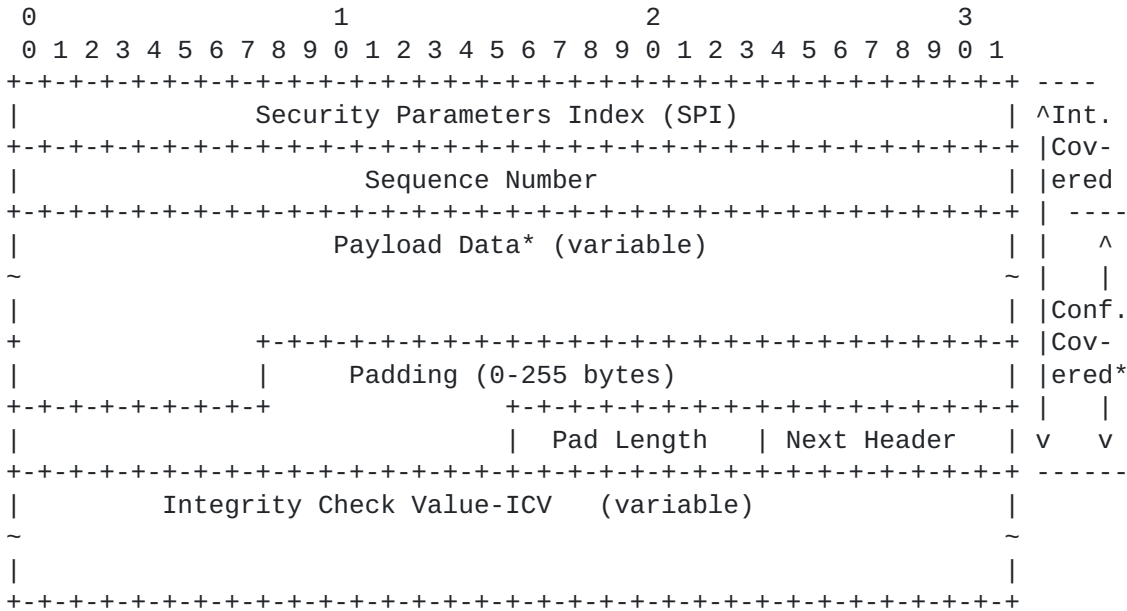 0                   1                   2                   3
 0 1 2 3 4 5 6 7 8 9 0 1 2 3 4 5 6 7 8 9 0 1 2 3 4 5 6 7 8 9 0 1
+-+-+-+-+-+-+-+-+-+-+-+-+-+-+-+-+-+-+-+-+-+-+-+-+-+-+-+-+-+-+-+-+ ----
|               Security Parameters Index (SPI)                 | ^Int.
+-+-+-+-+-+-+-+-+-+-+-+-+-+-+-+-+-+-+-+-+-+-+-+-+-+-+-+-+-+-+-+-+ |Cov-
|                      Sequence Number                          | |ered
+-+-+-+-+-+-+-+-+-+-+-+-+-+-+-+-+-+-+-+-+-+-+-+-+-+-+-+-+-+-+-+-+ | ----
|                    Payload Data* (variable)                   | |   ^
~                                                               ~ |   |
|                                                               | |Conf.
+               +-+-+-+-+-+-+-+-+-+-+-+-+-+-+-+-+-+-+-+-+-+-+-+-+ |Cov-
|               |     Padding (0-255 bytes)                     | |ered*
+-+-+-+-+-+-+-+-+               +-+-+-+-+-+-+-+-+-+-+-+-+-+-+-+-+ |   |
|                               |  Pad Length   | Next Header   | v   v
+-+-+-+-+-+-+-+-+-+-+-+-+-+-+-+-+-+-+-+-+-+-+-+-+-+-+-+-+-+-+-+-+ ------
|         Integrity Check Value-ICV   (variable)                |
~                                                               ~
|                                                               |
+-+-+-+-+-+-+-+-+-+-+-+-+-+-+-+-+-+-+-+-+-+-+-+-+-+-+-+-+-+-+-+-+